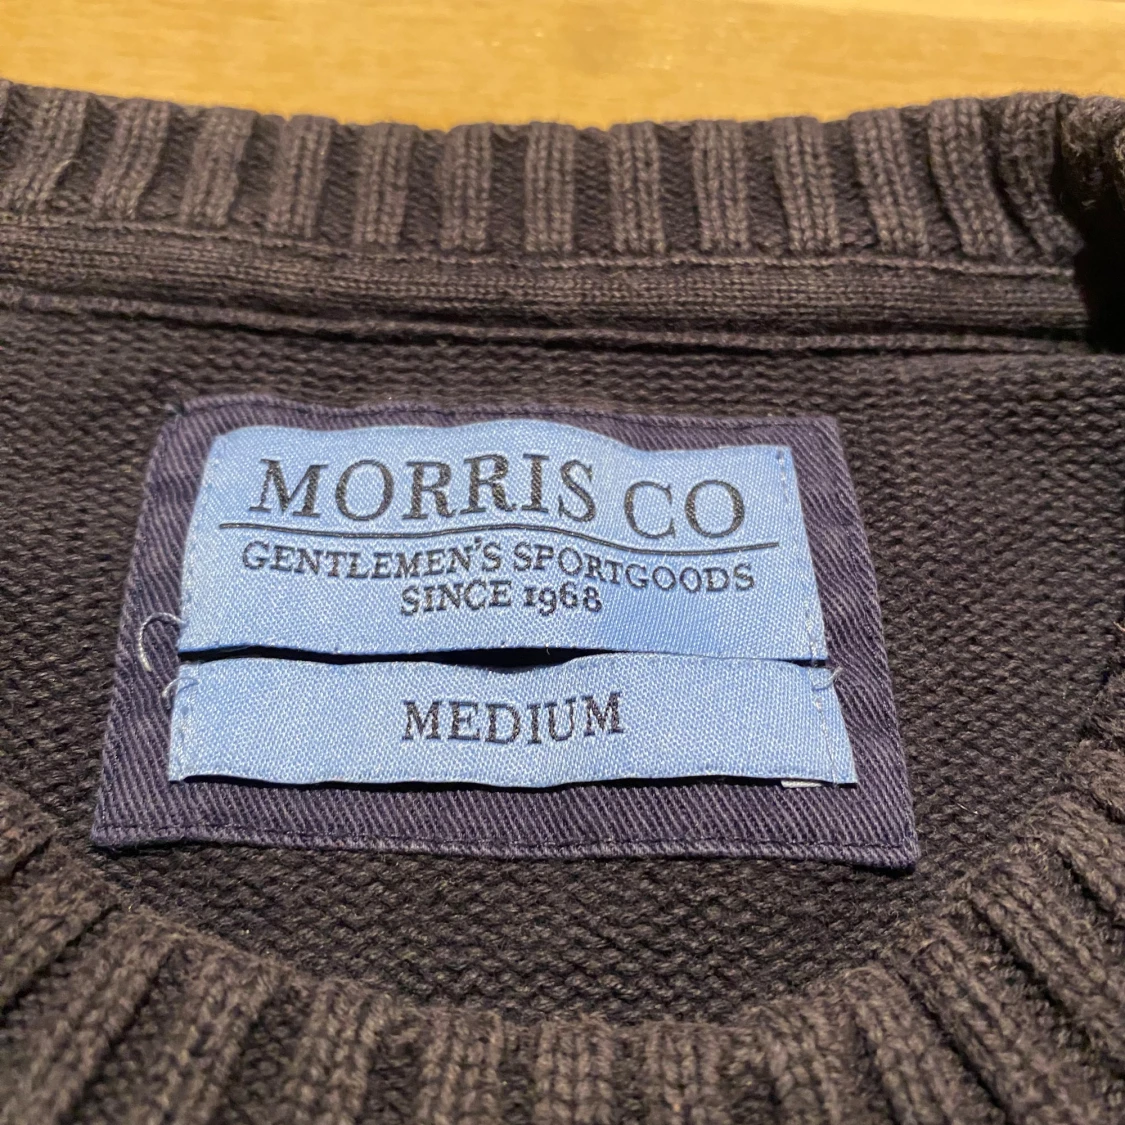 MORRIS CO
GENTLEMEN'S SPORTGOODS
SINCE 1968
MEDIUM